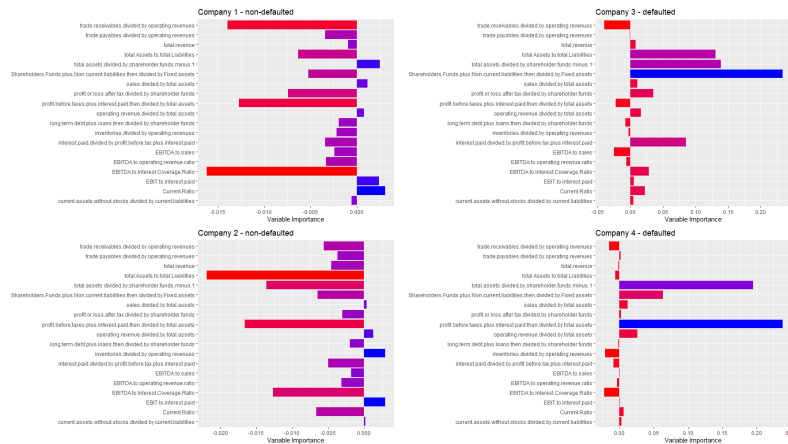 Company 1 - non-defaulted
trade.receivables.divided.by.operating.revenues
trade.payables.divided.by.operating.revenues
total.revenue
total.Assets.to.total.Liabilities
total.assets.divided.by.shareholder.funds.minus.1
Shareholders.Funds.plus.Non.current.liabilities.then.divided.by.Fixed.assets
sales.divided.by.total.assets
profit.or.loss.after.tax.divided.by.shareholder.funds
profit.before.taxes.plus.interest.paid.then.divided.by.total.assets
operating.revenue.divided.by.total.assets
long.term.debt.plus.loans.then.divided.by.shareholder.funds
inventories.divided.by.operating.revenues
interest.paid.divided.by.profit.before.tax.plus.interest.paid
EBITDA.to.sales
EBITDA.to.operating.revenue.ratio
EBITDA.to.Interest.Coverage.Ratio
EBIT.to.interest.paid
Current.Ratio
current.assets.without.stocks.divided.by.current.liabilities
-0.015 -0.010 -0.005 0.000
Variable Importance
Company 3 - defaulted
trade.receivables.divided.by.operating.revenues
trade.payables.divided.by.operating.revenues
total.revenue
total.Assets.to.total.Liabilities
total.assets.divided.by.shareholder.funds.minus.1
Shareholders.Funds.plus.Non.current.liabilities.then.divided.by.Fixed.assets
sales.divided.by.total.assets
profit.or.loss.after.tax.divided.by.shareholder.funds
profit.before.taxes.plus.interest.paid.then.divided.by.total.assets
operating.revenue.divided.by.total.assets
long.term.debt.plus.loans.then.divided.by.shareholder.funds
inventories.divided.by.operating.revenues
interest.paid.divided.by.profit.before.tax.plus.interest.paid
EBITDA.to.sales
EBITDA.to.operating.revenue.ratio
EBITDA.to.Interest.Coverage.Ratio
EBIT.to.interest.paid
Current.Ratio
current.assets.without.stocks.divided.by.current.liabilities
-0.05 0.00 0.05 0.10 0.15 0.20
Variable Importance
Company 2 - non-defaulted
trade.receivables.divided.by.operating.revenues
trade.payables.divided.by.operating.revenues
total.revenue
total.Assets.to.total.Liabilities
total.assets.divided.by.shareholder.funds.minus.1
Shareholders.Funds.plus.Non.current.liabilities.then.divided.by.Fixed.assets
sales.divided.by.total.assets
profit.or.loss.after.tax.divided.by.shareholder.funds
profit.before.taxes.plus.interest.paid.then.divided.by.total.assets
operating.revenue.divided.by.total.assets
long.term.debt.plus.loans.then.divided.by.shareholder.funds
inventories.divided.by.operating.revenues
interest.paid.divided.by.profit.before.tax.plus.interest.paid
EBITDA.to.sales
EBITDA.to.operating.revenue.ratio
EBITDA.to.Interest.Coverage.Ratio
EBIT.to.interest.paid
Current.Ratio
current.assets.without.stocks.divided.by.current.liabilities
-0.020 -0.015 -0.010 -0.005 0.000
Variable Importance
Company 4 - defaulted
trade.receivables.divided.by.operating.revenues
trade.payables.divided.by.operating.revenues
total.revenue
total.Assets.to.total.Liabilities
total.assets.divided.by.shareholder.funds.minus.1
Shareholders.Funds.plus.Non.current.liabilities.then.divided.by.Fixed.assets
sales.divided.by.total.assets
profit.or.loss.after.tax.divided.by.shareholder.funds
profit.before.taxes.plus.interest.paid.then.divided.by.total.assets
operating.revenue.divided.by.total.assets
long.term.debt.plus.loans.then.divided.by.shareholder.funds
inventories.divided.by.operating.revenues
interest.paid.divided.by.profit.before.tax.plus.interest.paid
EBITDA.to.sales
EBITDA.to.operating.revenue.ratio
EBITDA.to.Interest.Coverage.Ratio
EBIT.to.interest.paid
Current.Ratio
current.assets.without.stocks.divided.by.current.liabilities
0.00 0.05 0.10 0.15 0.20
Variable Importance